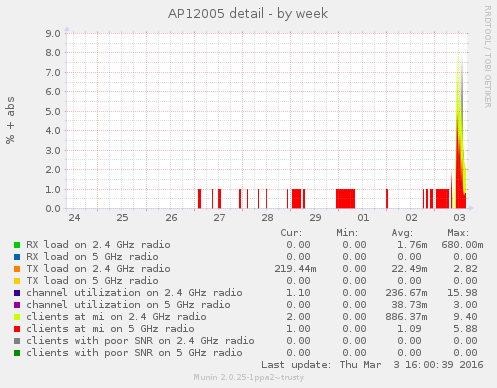 AP12005 detail - by week
RRDTOOL / TOBI OETIKER
% + abs
9.0
8.0
7.0
6.0
5.0
4.0
3.0
2.0
1.0
0.0
24 25 26 27 28 29 01 02 03
Cur: Min: Avg: Max:
RX load on 2.4 GHz radio 0.00 0.00 1.76m 680.00m
RX load on 5 GHz radio 0.00 0.00 0.00 0.00
TX load on 2.4 GHz radio 219.44m 0.00 22.49m 2.82
TX load on 5 GHz radio 0.00 0.00 0.00 0.00
channel utilization on 2.4 GHz radio 1.10 0.00 236.67m 15.98
channel utilization on 5 GHz radio 0.00 0.00 38.73m 3.00
clients at mi on 2.4 GHz radio 2.00 0.00 886.37m 9.40
clients at mi on 5 GHz radio 1.00 0.00 1.09 5.88
clients with poor SNR on 2.4 GHz radio 0.00 0.00 0.00 0.00
clients with poor SNR on 5 GHz radio 0.00 0.00 0.00 0.00
Last update: Thu Mar 3 16:00:39 2016
Munin 2.0.25-1ppa2~trusty